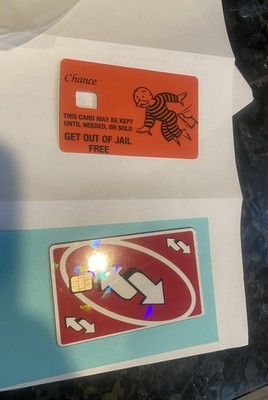 Chance
THIS CARD MAY BE KEPT
UNTIL NEEDED, OR SOLD
GET OUT OF JAIL
FREE